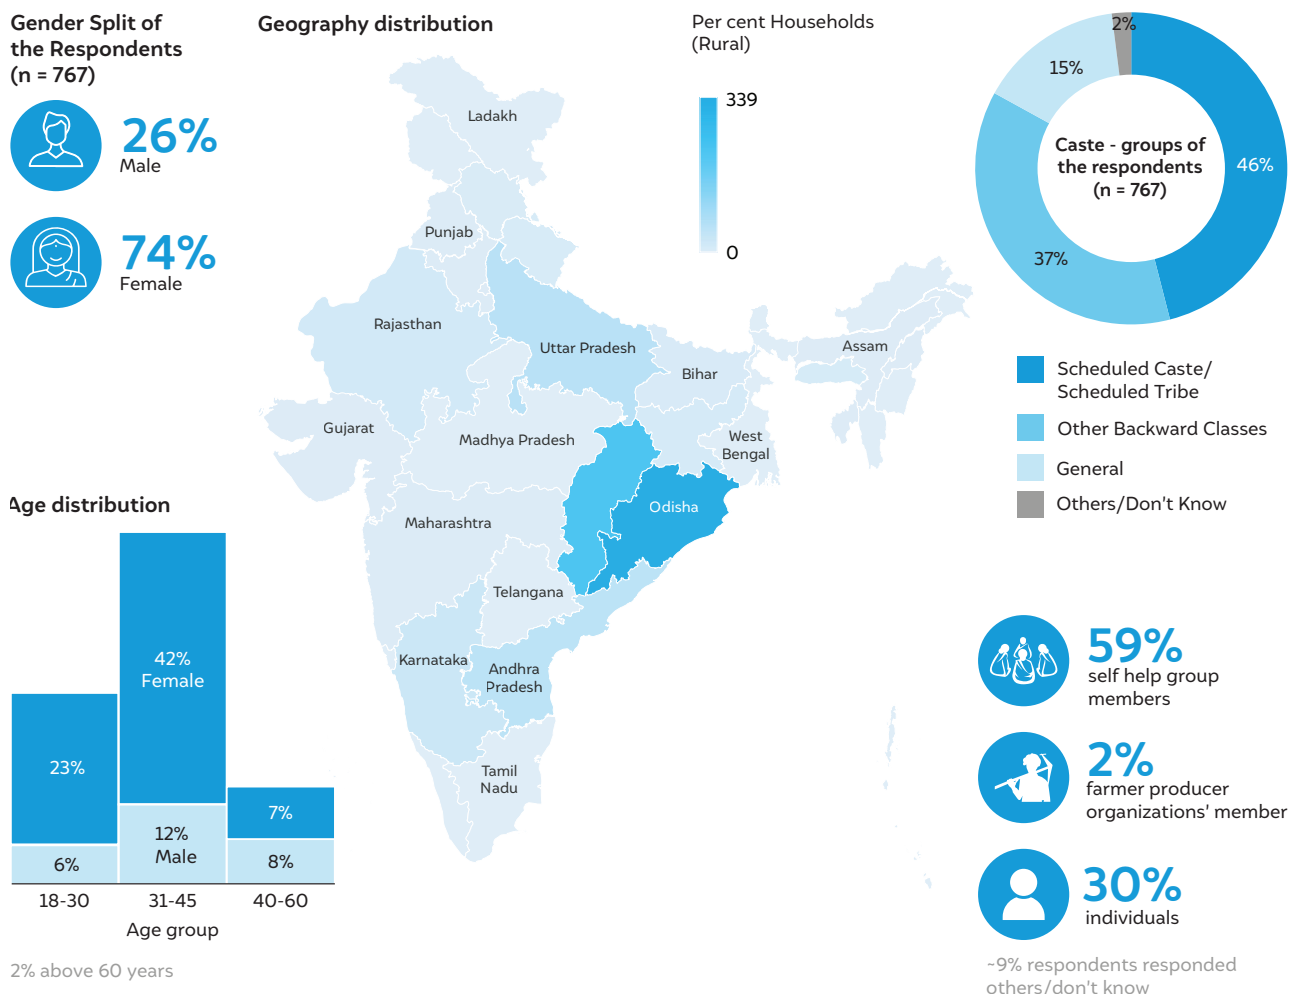 Gender Split of
the Respondents
(n = 767)
26%
Male
74%
Female
Geography distribution
Per cent Households
(Rural)
339
0
Ladakh
Punjab
Rajasthan
Uttar Pradesh
Bihar
Assam
Gujarat
Madhya Pradesh
West
Bengal
Odisha
Maharashtra
Telangana
Karnataka
Andhra
Pradesh
Tamil
Nadu
2%
15%
46%
37%
Caste - groups of
the respondents
(n = 767)
Scheduled Caste/
Scheduled Tribe
Other Backward Classes
General
Others/Don't Know
Age distribution
42%
Female
23%
7%
12%
Male
6%
8%
18-30
31-45
40-60
Age group
2% above 60 years
59%
self help group
members
2%
farmer producer
organizations' member
30%
individuals
~9% respondents responded
others/don't know